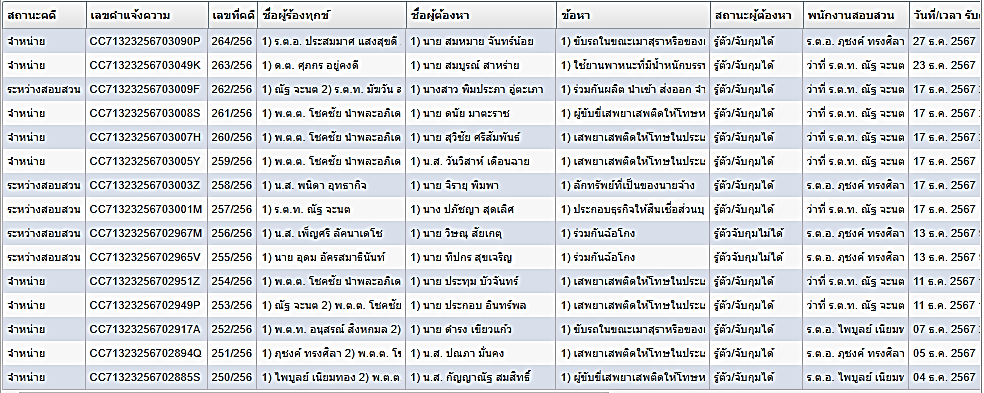 สถานะคดี เลขคำแจ้งความ เลขที่คดี ชื่อผู้ร้องทุกข์ ชื่อผู้ต้องหา ข้อหา สถานะผู้ต้องหา พนักงานสอบสวน วันที่/เวลา รับ
จำหน่าย CC71323256703090P 264/256 1) ร.ต.อ. ประสมมาศ แสงสุขดี 1) นาย สมหมาย จันทร์น้อย 1) ขับรถในขณะเมาสุราหรือของ รู้ตัว/จับกุมได้ ร.ต.อ. ภุชงค์ ทรงศิลา 27 ธ.ค. 2567
จำหน่าย CC71323256703049K 263/256 1) ด.ต. ศุภกร อยู่คงดี 1) นาย สมบูรณ์ สาหร่าย 1) ใช้ยานพาหนะที่มีน้ำหนักบรร รู้ตัว/จับกุมได้ ว่าที่ ร.ต.ท. ณัฐ จะนต 23 ธ.ค. 2567
ระหว่างสอบสวน CC71323256703009F 262/256 1) ณัฐ จะนต 2) ร.ต.ท. มัฆวัน 1) นางสาว พิมประภา อู่ตะเภา 1) ร่วมกันผลิต นำเข้า ส่งออก จำ รู้ตัว/จับกุมได้ ว่าที่ ร.ต.ท. ณัฐ จะนต 17 ธ.ค. 2567
จำหน่าย CC71323256703008S 261/256 1) พ.ต.ต. โชคชัย นำพละอภิเด 1) นาย ดนัย มาตะราช 1) ผู้ขับขี่เสพยาเสพติดให้โทษห รู้ตัว/จับกุมได้ ว่าที่ ร.ต.ท. ณัฐ จะนต 17 ธ.ค. 2567
จำหน่าย CC71323256703007H 260/256 1) พ.ต.ต. โชคชัย นำพละอภิเด 1) นาย สุวิชัย ศรีสัมพันธ์ 1) เสพยาเสพติดให้โทษในประเ รู้ตัว/จับกุมได้ ว่าที่ ร.ต.ท. ณัฐ จะนต 17 ธ.ค. 2567
จำหน่าย CC71323256703005Y 259/256 1) พ.ต.ต. โชคชัย นำพละอภิเด 1) น.ส. วันวิสาห์ เดือนฉาย 1) เสพยาเสพติดให้โทษในประเ รู้ตัว/จับกุมได้ ว่าที่ ร.ต.ท. ณัฐ จะนต 17 ธ.ค. 2567
ระหว่างสอบสวน CC71323256703003Z 258/256 1) น.ส. พนิดา อุทธากิจ 1) นาย จิรายุ พิมพา 1) ลักทรัพย์ที่เป็นของนายจ้าง รู้ตัว/จับกุมได้ ร.ต.อ. ภุชงค์ ทรงศิลา 17 ธ.ค. 2567
ระหว่างสอบสวน CC71323256703001M 257/256 1) ร.ต.ท. ณัฐ จะนต 1) นาง ปภัชญา สุดเลิศ 1) ประกอบธุรกิจให้สินเชื่อส่วนบุ รู้ตัว/จับกุมได้ ว่าที่ ร.ต.ท. ณัฐ จะนต 17 ธ.ค. 2567
ระหว่างสอบสวน CC71323256702967M 256/256 1) น.ส. เพ็ญศรี ลัคนาเดโช 1) นาย วิษณุ สัยเกตุ 1) ร่วมกันฉ้อโกง รู้ตัวจับกุมไม่ได้ ร.ต.อ. ภุชงค์ ทรงศิลา 13 ธ.ค. 2567
ระหว่างสอบสวน CC71323256702965V 255/256 1) นาย อุดม อัครสมาธินันท์ 1) นาย ทีปกร สุขเจริญ 1) ร่วมกันฉ้อโกง รู้ตัวจับกุมไม่ได้ ร.ต.อ. ภุชงค์ ทรงศิลา 13 ธ.ค. 2567
จำหน่าย CC71323256702951Z 254/256 1) พ.ต.ต. โชคชัย นำพละอภิเด 1) นาย ประทุม บัวจันทร์ 1) เสพยาเสพติดให้โทษในประเ รู้ตัว/จับกุมได้ ว่าที่ ร.ต.ท. ณัฐ จะนต 11 ธ.ค. 2567
จำหน่าย CC71323256702949P 253/256 1) ณัฐ จะนต 2) พ.ต.ต. โชคชัย 1) นาย ประกอบ อินทร์พล 1) เสพยาเสพติดให้โทษในประเ รู้ตัว/จับกุมได้ ว่าที่ ร.ต.ท. ณัฐ จะนต 11 ธ.ค. 2567
จำหน่าย CC71323256702917A 252/256 1) พ.ต.ท. อนุสรณ์ สิงหกมล 2) 1) นาย ดำรง เขียวแก้ว 1) ขับรถในขณะเมาสุราหรือของ รู้ตัว/จับกุมได้ ร.ต.อ. ไพบูลย์ เนียมท 07 ธ.ค. 2567
จำหน่าย CC71323256702894Q 251/256 1) ภุชงค์ ทรงศิลา 2) พ.ต.ต. โช 1) น.ส. ปณภา มั่นคง 1) เสพยาเสพติดให้โทษในประเ รู้ตัว/จับกุมได้ ร.ต.อ. ภุชงค์ ทรงศิลา 05 ธ.ค. 2567
จำหน่าย CC71323256702885S 250/256 1) ไพบูลย์ เนียมทอง 2) พ.ต.ต. 1) น.ส. กัญญาณัฐ สมสิทธิ์ 1) ผู้ขับขี่เสพยาเสพติดให้โทษห รู้ตัว/จับกุมได้ ร.ต.อ. ไพบูลย์ เนียมท 04 ธ.ค. 2567